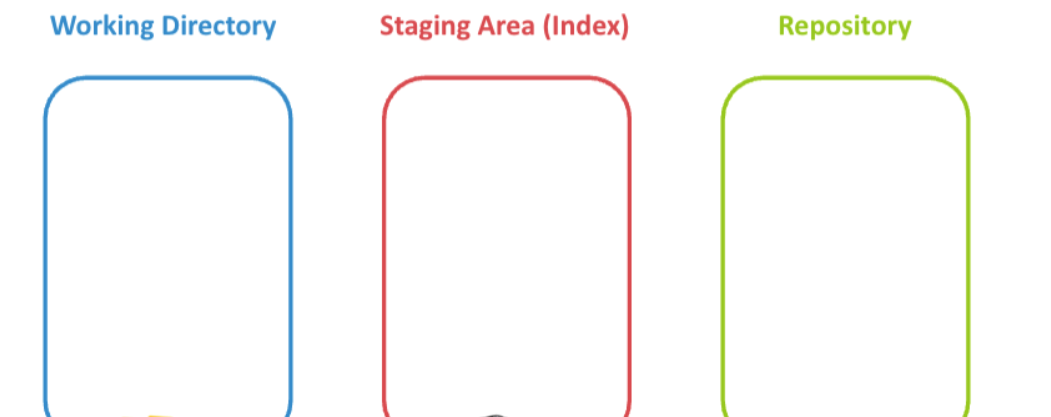 Working Directory
Staging Area (Index)
Repository